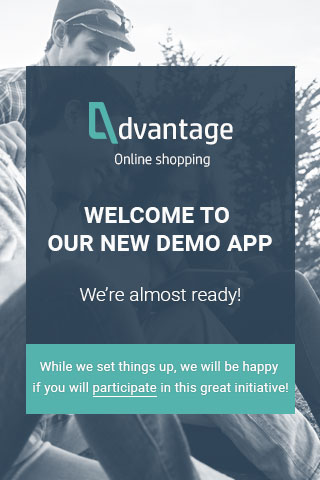 Advantage
Online shopping
WELCOME TO
OUR NEW DEMO APP
We're almost ready!
While we set things up, we will be happy
if you will participate in this great initiative!